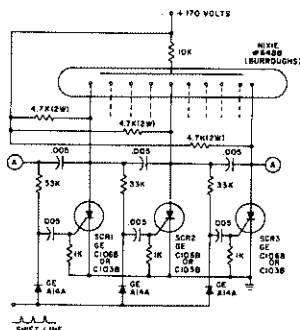 +170 VOLTS
NIXIE
#6480
(BURROUGHS)
10K
4.7K(2W)
4.7K(2W)
4.7K(2W)
.005
.005
.005
A
A
33K
33K
33K
.005
.005
.005
SCR1
GE
C106B
OR
C103B
SCR2
GE
C106B
OR
C103B
SCR3
GE
C106B
OR
C103B
1K
1K
1K
GE
A14A
GE
A14A
GE
A14A
SHIFT LINE